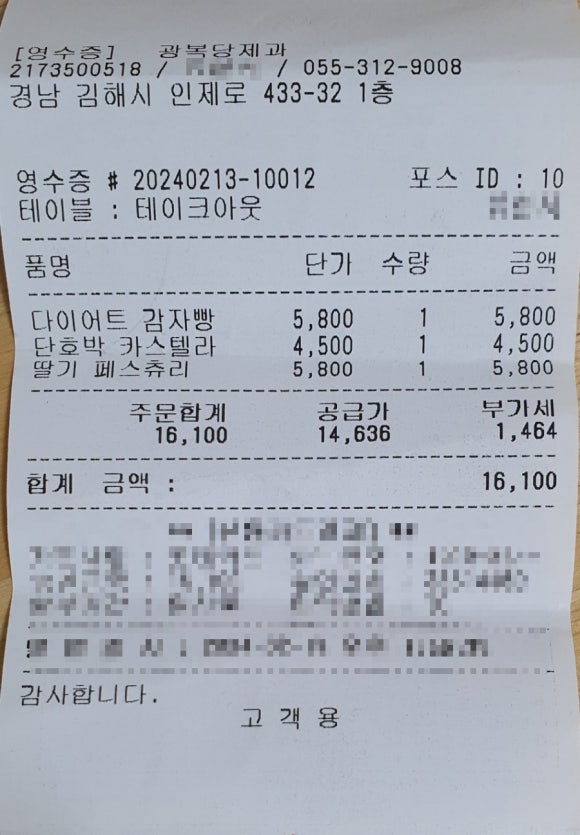 [영수증] 광복당제과
2173500518 / / 055-312-9008
경남 김해시 인제로 433-32 1층
영수증 # 20240213-10012 포스 ID : 10
테이블 : 테이크아웃
품명 단가 수량 금액
다이어트 감자빵 5,800 1 5,800
단호박 카스텔라 4,500 1 4,500
딸기 페스츄리 5,800 1 5,800
주문합계 공급가 부가세
16,100 14,636 1,464
합계 금액 : 16,100
감사합니다.
고 객 용